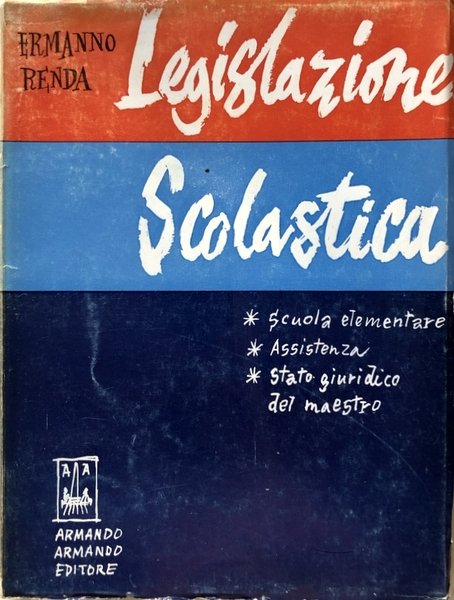 ERMANNO
RENDA
Legislazione
Scolastica
* Scuola elementare
* Assistenza
* Stato giuridico
del maestro
A A
ARMANDO
ARMANDO
EDITORE